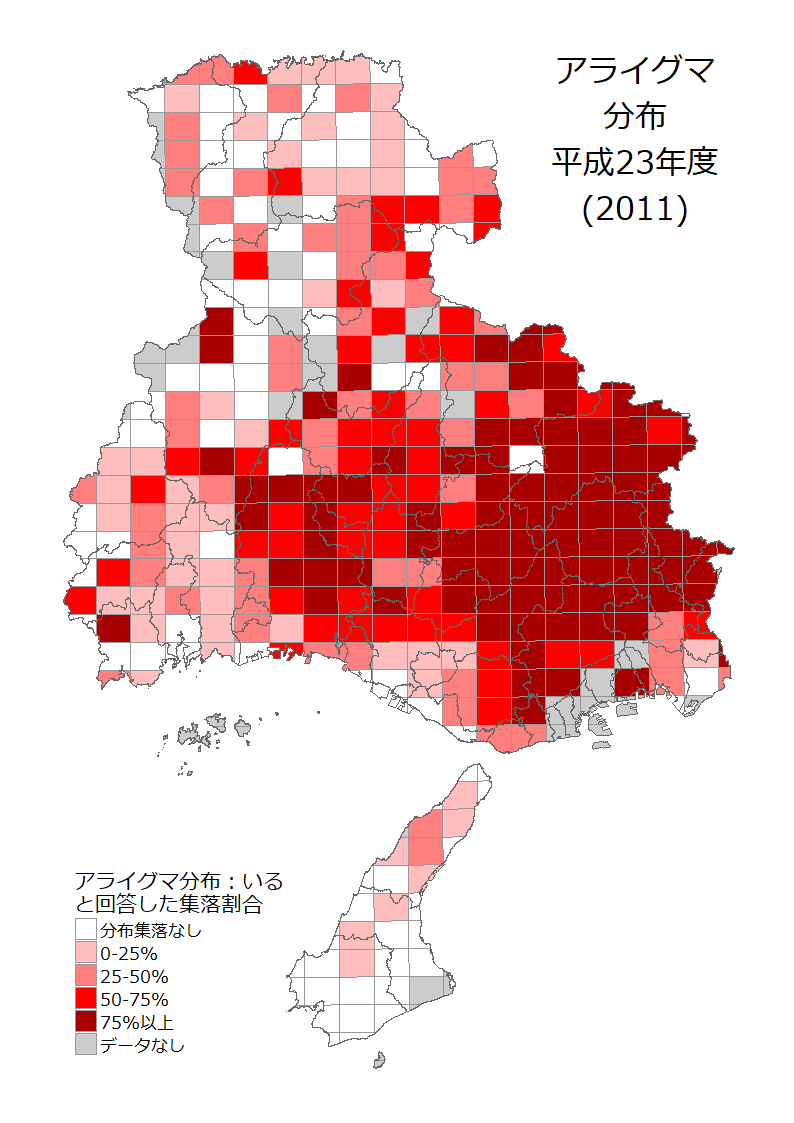 アライグマ
分布
平成23年度
(2011)
アライグマ分布：いる
と回答した集落割合
分布集落なし
0-25%
25-50%
50-75%
75%以上
データなし